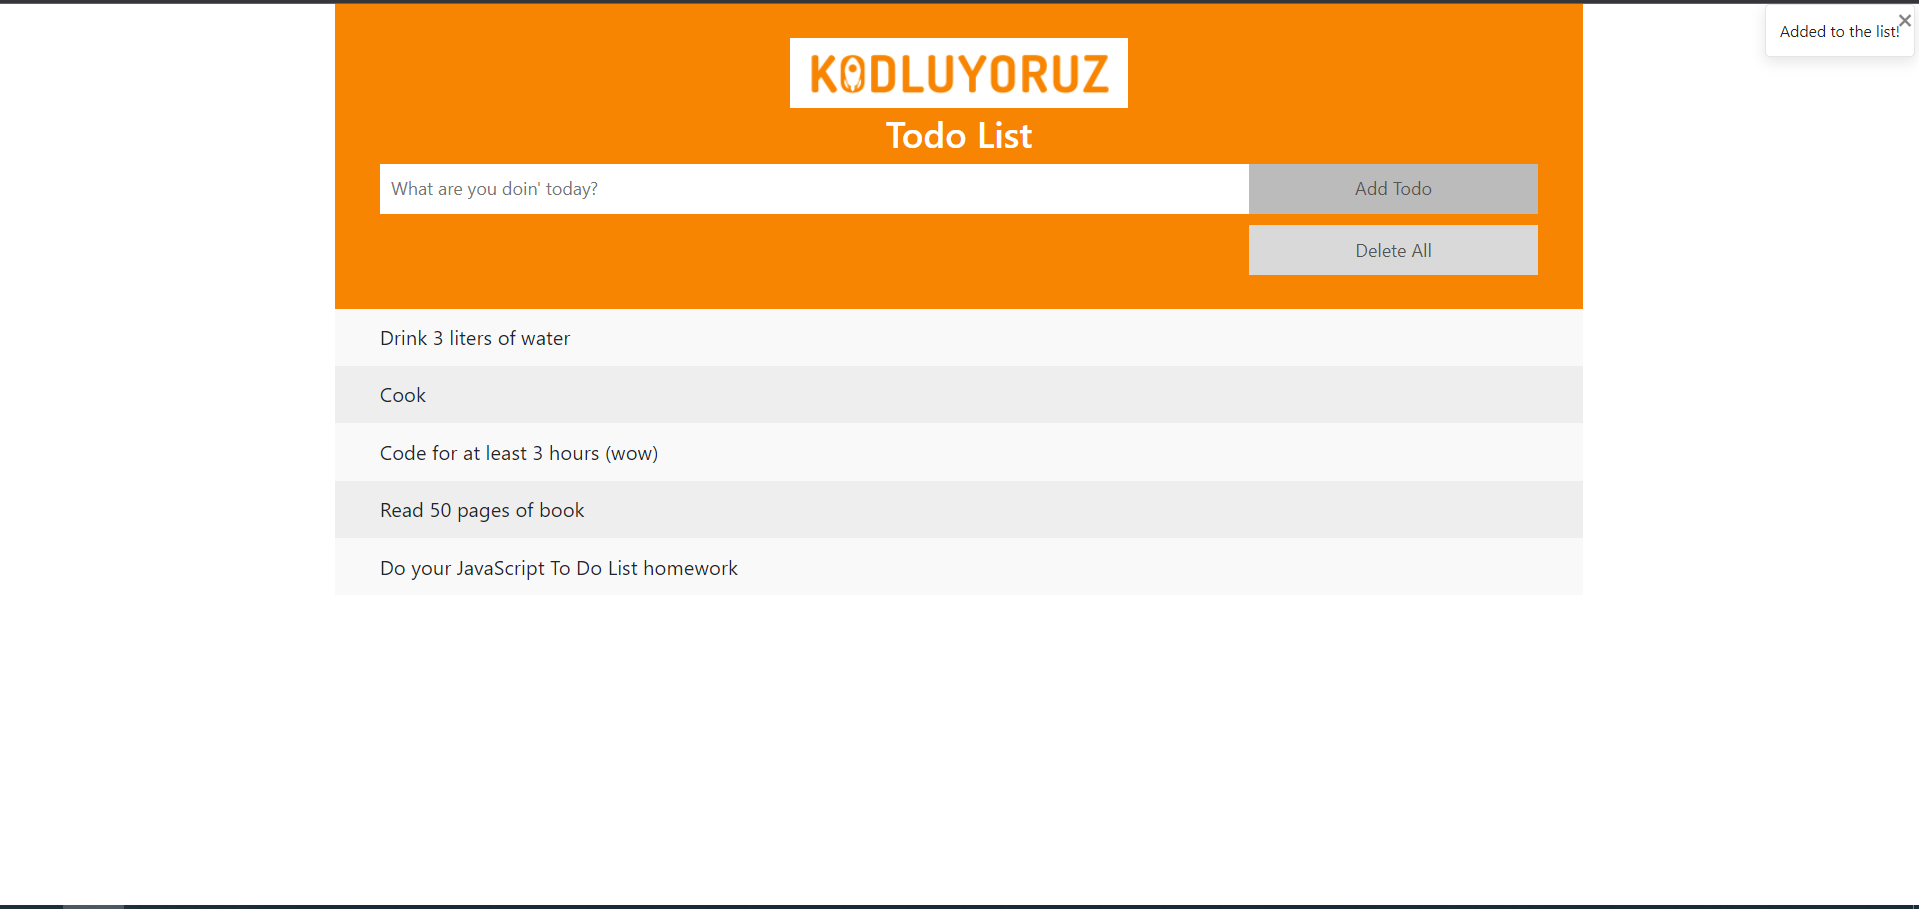 Added to the list!
KODLUYORUZ
Todo List
What are you doin' today?
Add Todo
Delete All
Drink 3 liters of water
Cook
Code for at least 3 hours (wow)
Read 50 pages of book
Do your JavaScript To Do List homework